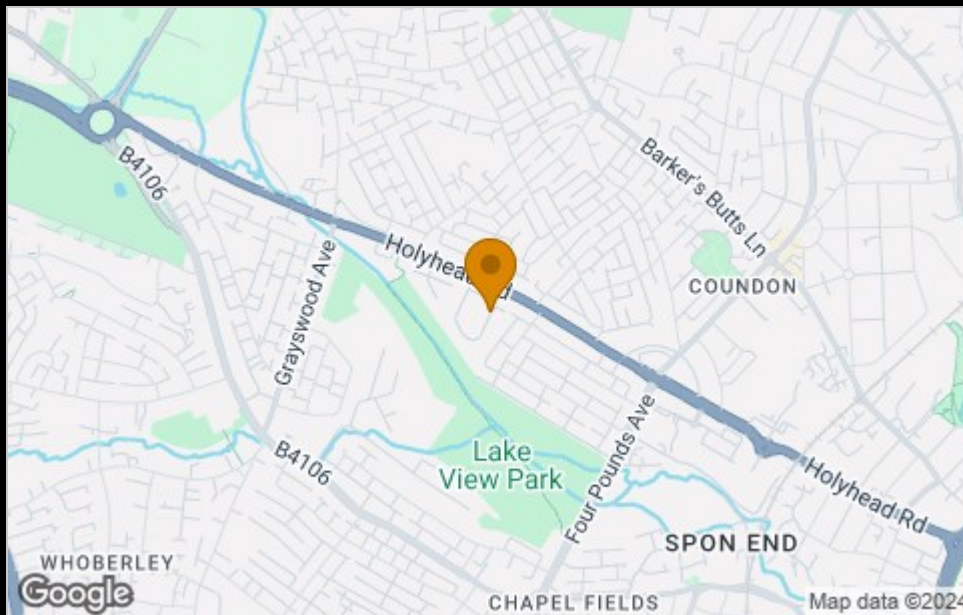 B4106
Barker's Butts Ln
Holyhead Rd
Grayswood Ave
COUNDON
Four Pounds Ave
Lake
View Park
B4106
Holyhead Rd
SPON END
WHOBERLEY
CHAPEL FIELDS
Google
Map data ©2024